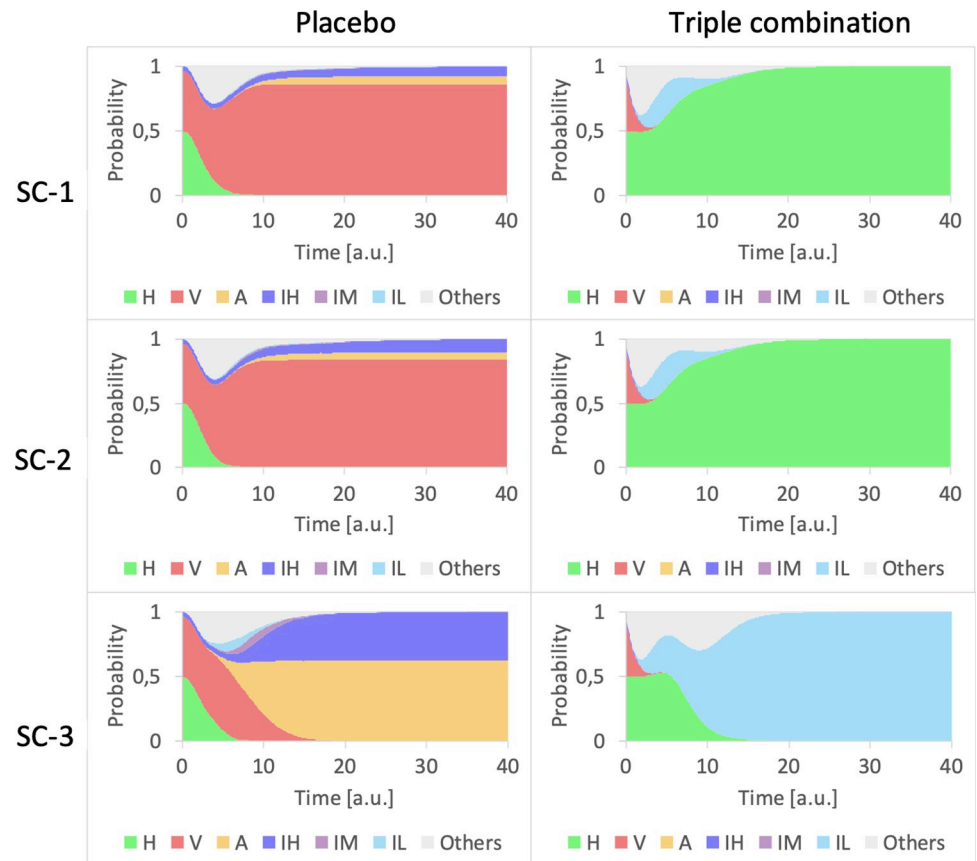 Placebo Triple combination
SC-1
Probability
1
0,5
0
0 10 20 30 40
Time [a.u.]
H V A IH IM IL Others
Probability
1
0,5
0
0 10 20 30 40
Time [a.u.]
H V A IH IM IL Others
SC-2
Probability
1
0,5
0
0 10 20 30 40
Time [a.u.]
H V A IH IM IL Others
Probability
1
0,5
0
0 10 20 30 40
Time [a.u.]
H V A IH IM IL Others
SC-3
Probability
1
0,5
0
0 10 20 30 40
Time [a.u.]
H V A IH IM IL Others
Probability
1
0,5
0
0 10 20 30 40
Time [a.u.]
H V A IH IM IL Others